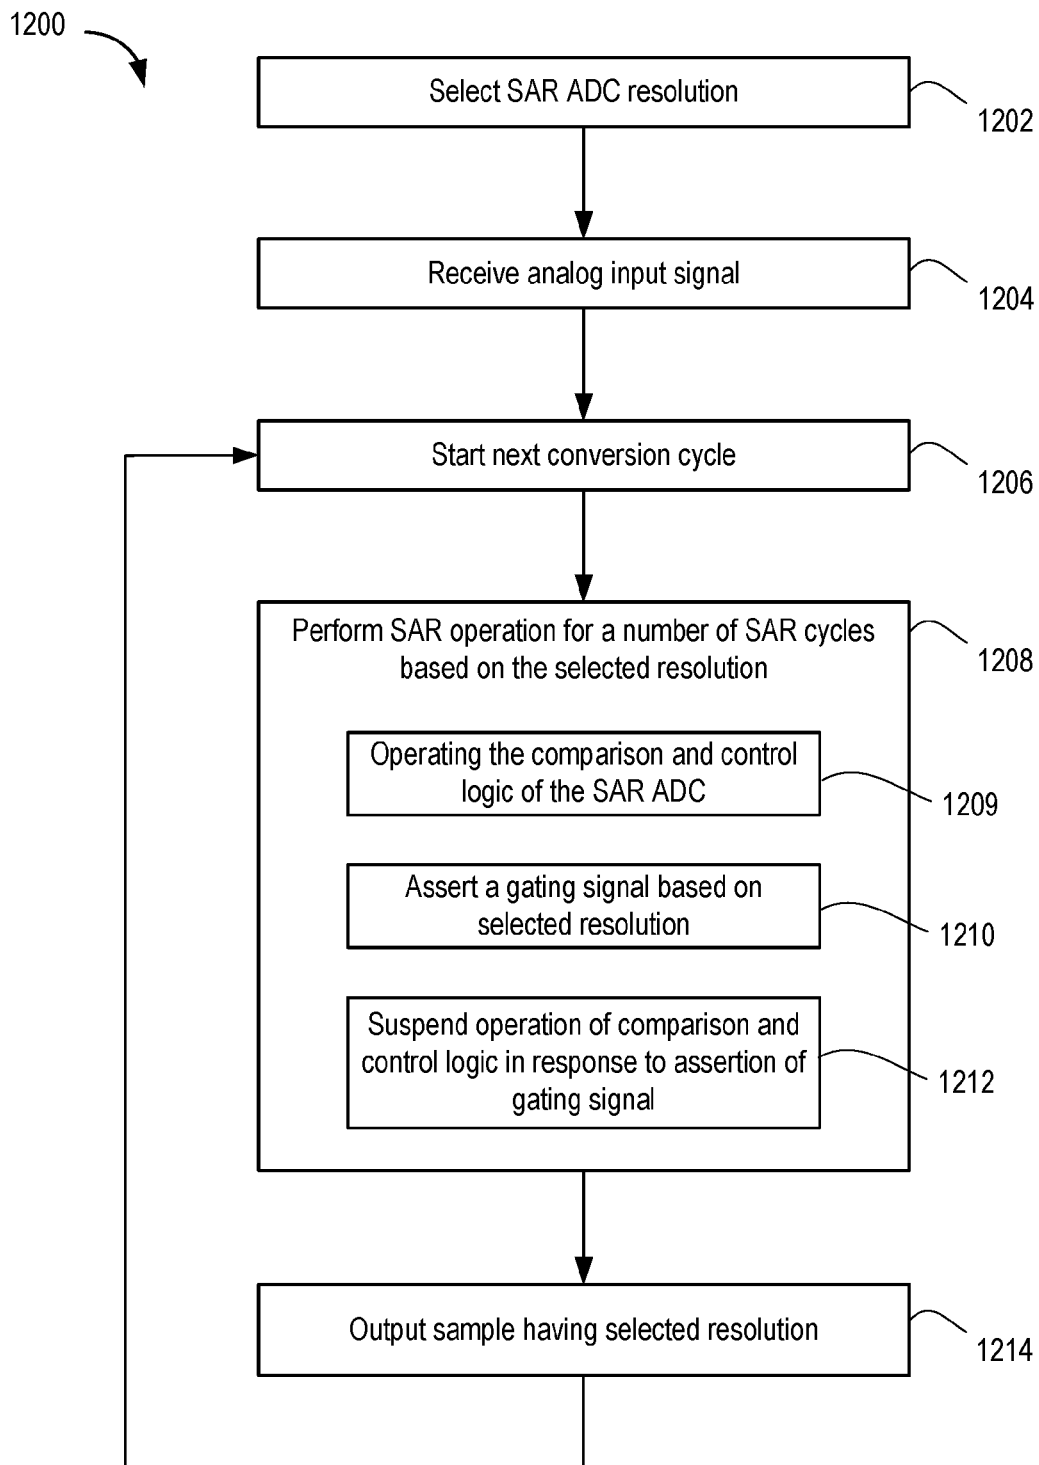 1200
Select SAR ADC resolution
1202
Receive analog input signal
1204
Start next conversion cycle
1206
Perform SAR operation for a number of SAR cycles
based on the selected resolution
1208
Operating the comparison and control
logic of the SAR ADC
1209
Assert a gating signal based on
selected resolution
1210
Suspend operation of comparison and
control logic in response to assertion of
gating signal
1212
Output sample having selected resolution
1214